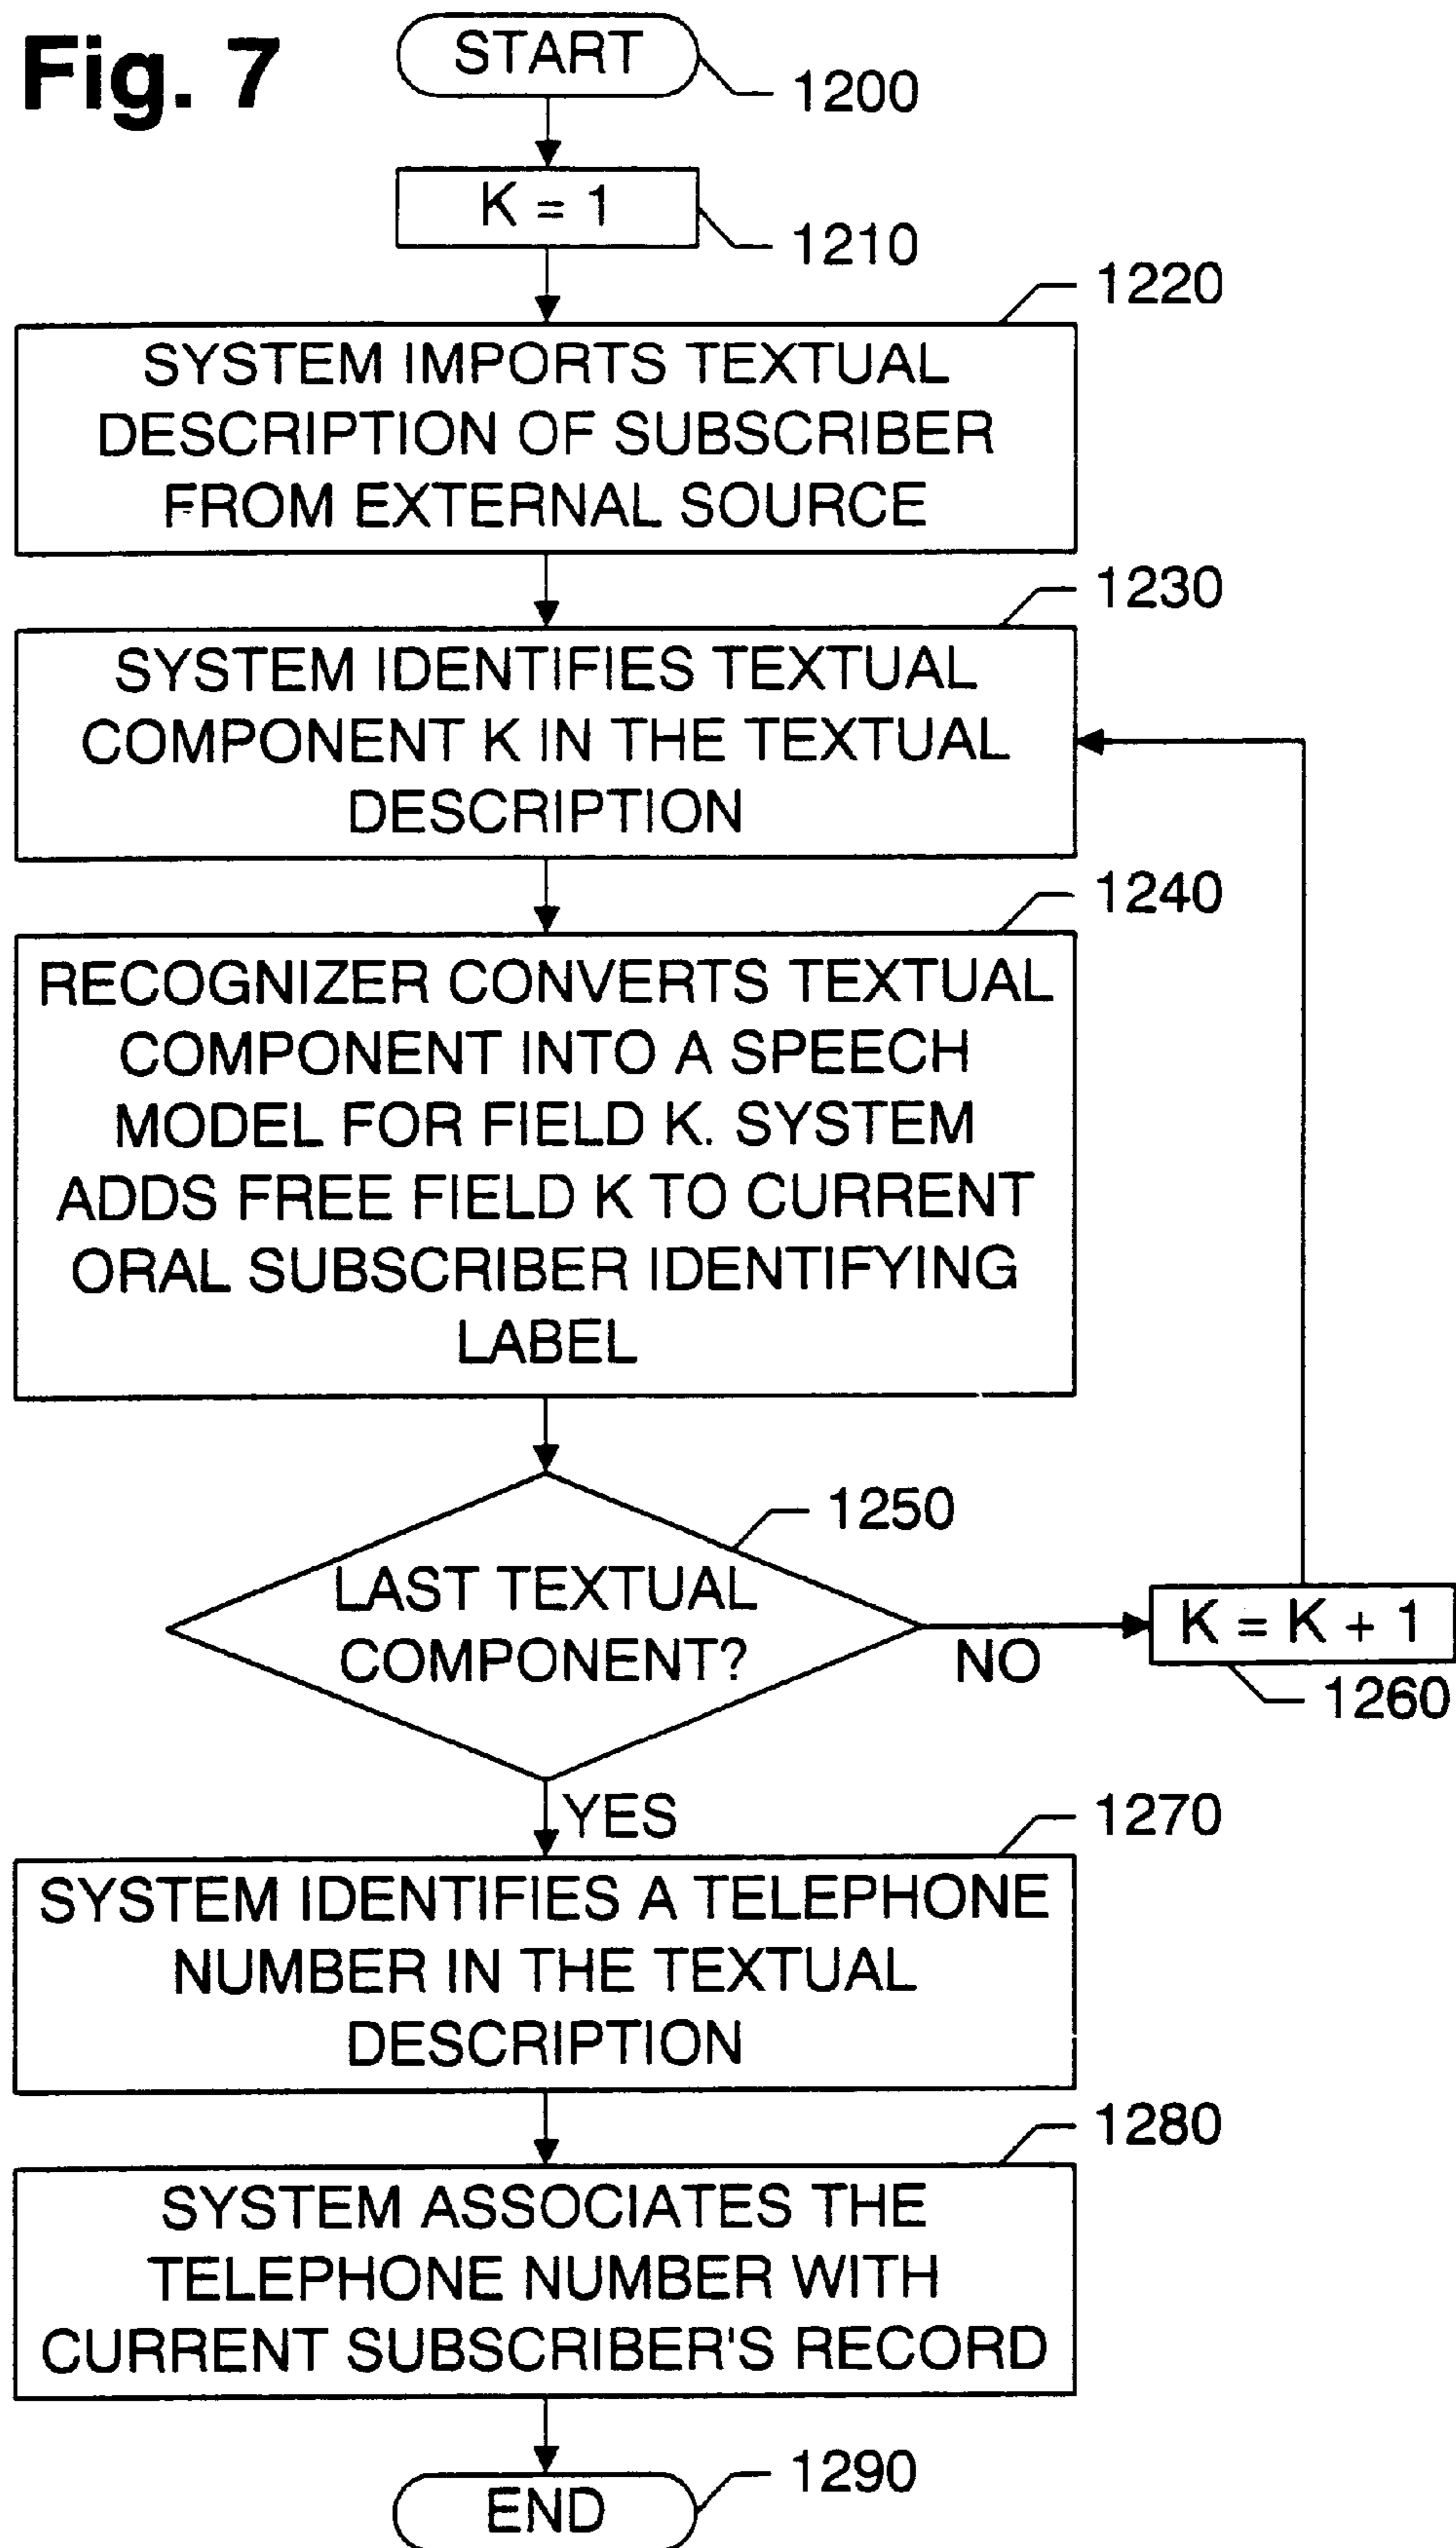 Fig. 7
START
1200
K = 1
1210
1220
SYSTEM IMPORTS TEXTUAL
DESCRIPTION OF SUBSCRIBER
FROM EXTERNAL SOURCE
1230
SYSTEM IDENTIFIES TEXTUAL
COMPONENT K IN THE TEXTUAL
DESCRIPTION
1240
RECOGNIZER CONVERTS TEXTUAL
COMPONENT INTO A SPEECH
MODEL FOR FIELD K. SYSTEM
ADDS FREE FIELD K TO CURRENT
ORAL SUBSCRIBER IDENTIFYING
LABEL
1250
LAST TEXTUAL
COMPONENT?
NO
K = K + 1
1260
YES
1270
SYSTEM IDENTIFIES A TELEPHONE
NUMBER IN THE TEXTUAL
DESCRIPTION
1280
SYSTEM ASSOCIATES THE
TELEPHONE NUMBER WITH
CURRENT SUBSCRIBER'S RECORD
1290
END